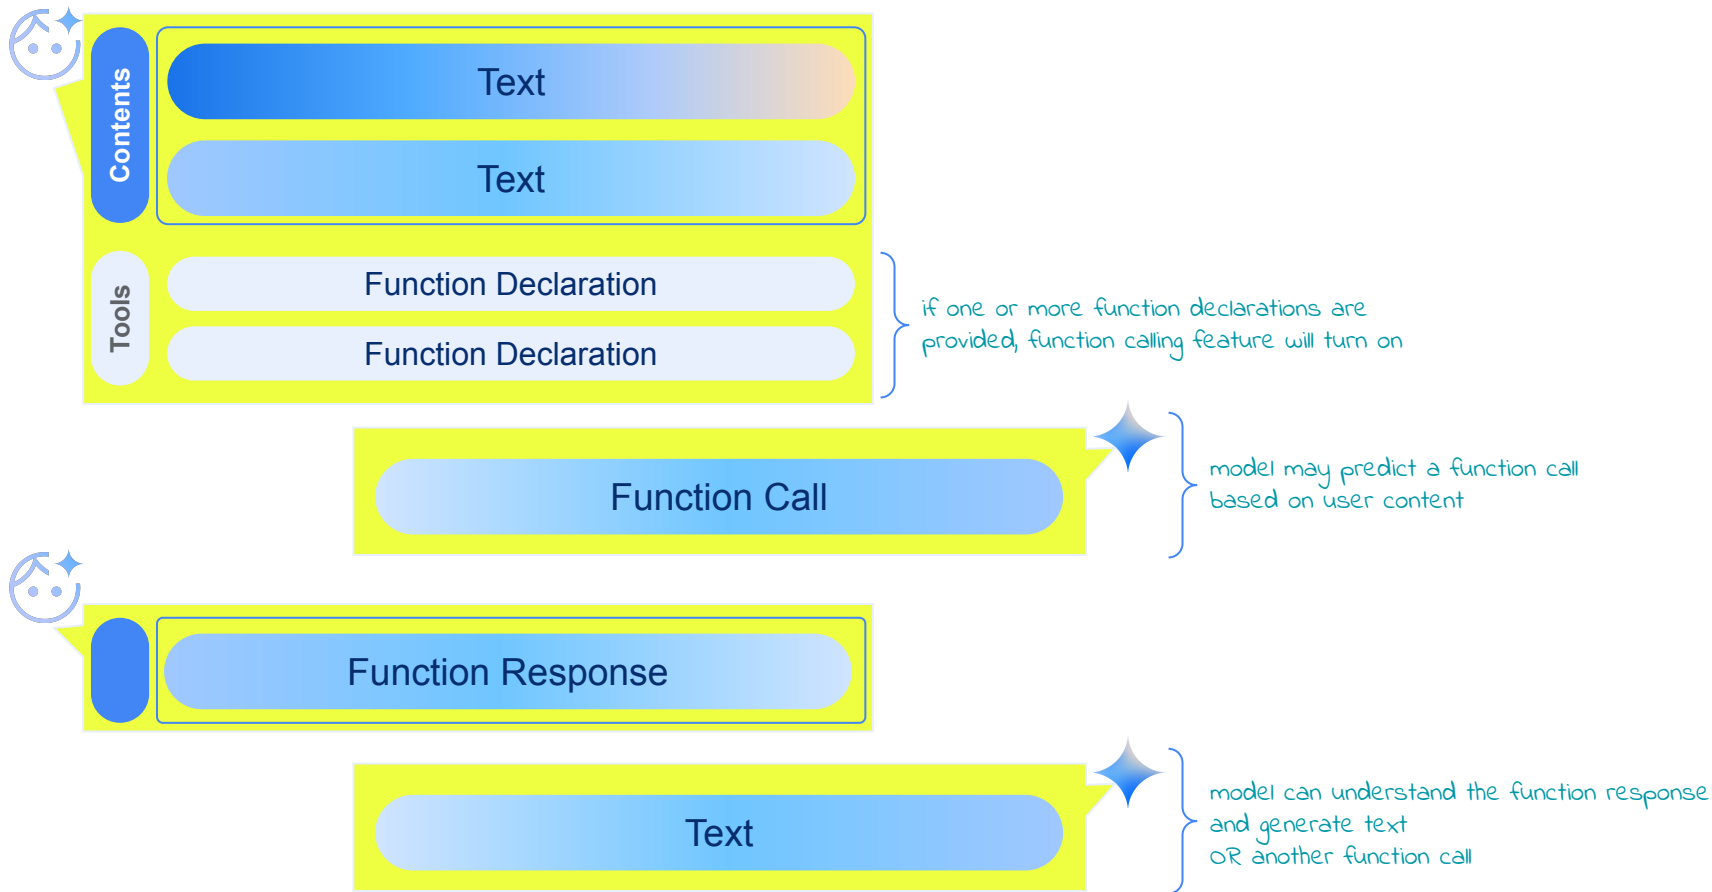 Contents
Text
Text
Tools
Function Declaration
Function Declaration
if one or more function declarations are
provided, function calling feature will turn on
Function Call
model may predict a function call
based on user content
Function Response
Text
model can understand the function response
and generate text
OR another function call